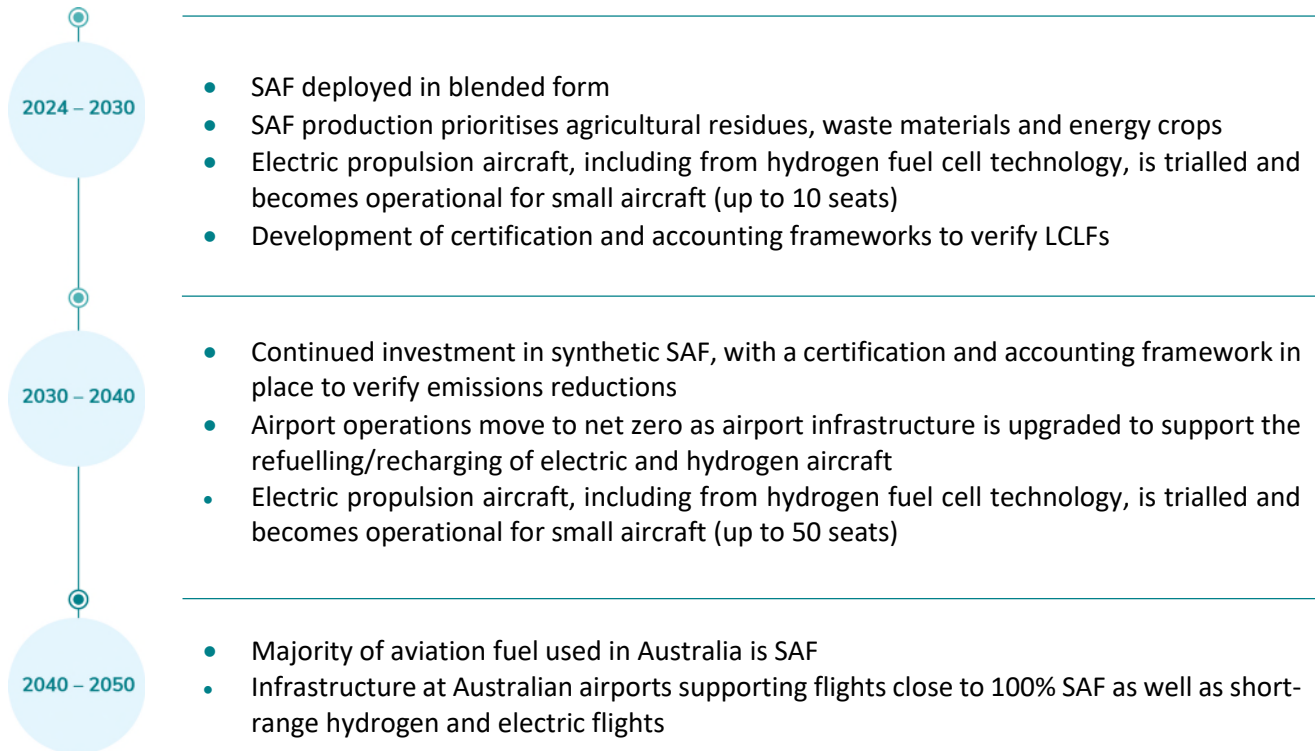 2024 – 2030
• SAF deployed in blended form
• SAF production prioritises agricultural residues, waste materials and energy crops
• Electric propulsion aircraft, including from hydrogen fuel cell technology, is trialled and
becomes operational for small aircraft (up to 10 seats)
• Development of certification and accounting frameworks to verify LCLFs
2030 – 2040
• Continued investment in synthetic SAF, with a certification and accounting framework in
place to verify emissions reductions
• Airport operations move to net zero as airport infrastructure is upgraded to support the
refuelling/recharging of electric and hydrogen aircraft
• Electric propulsion aircraft, including from hydrogen fuel cell technology, is trialled and
becomes operational for small aircraft (up to 50 seats)
2040 – 2050
• Majority of aviation fuel used in Australia is SAF
• Infrastructure at Australian airports supporting flights close to 100% SAF as well as short-
range hydrogen and electric flights